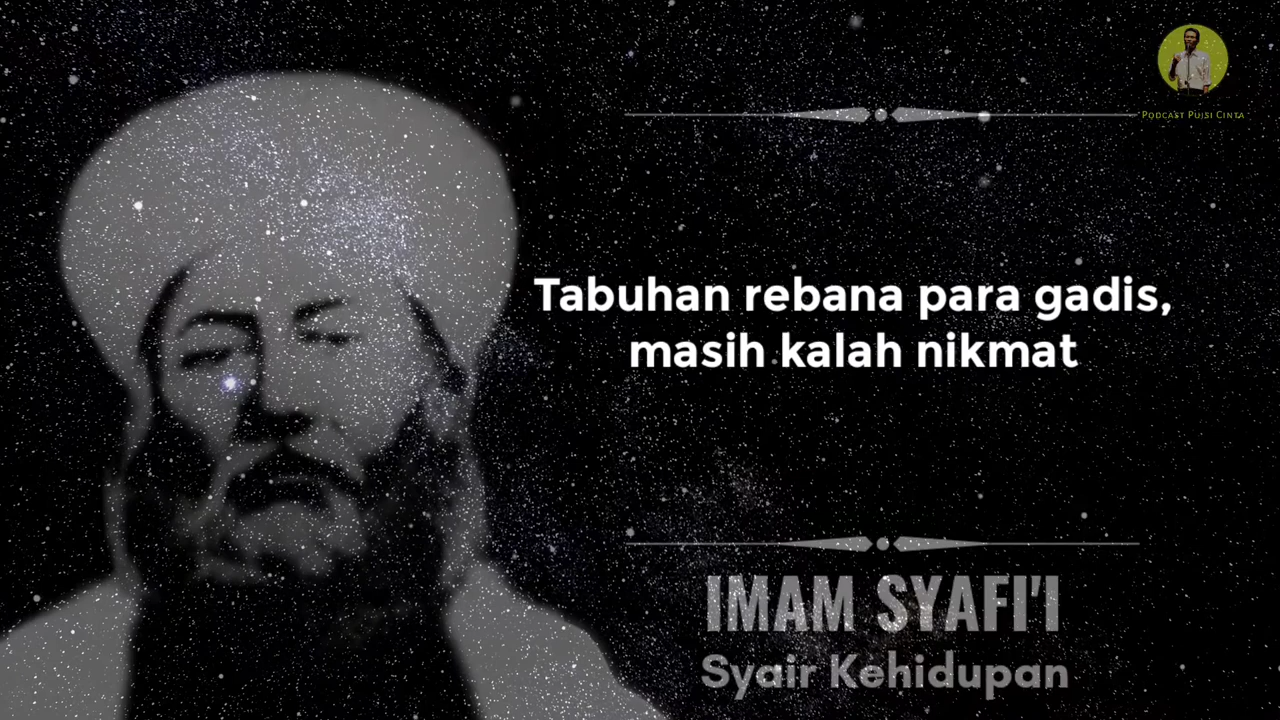 Podcast Puisi Cinta
Tabuhan rebana para gadis,
masih kalah nikmat
IMAM SYAFI'I
Syair Kehidupan